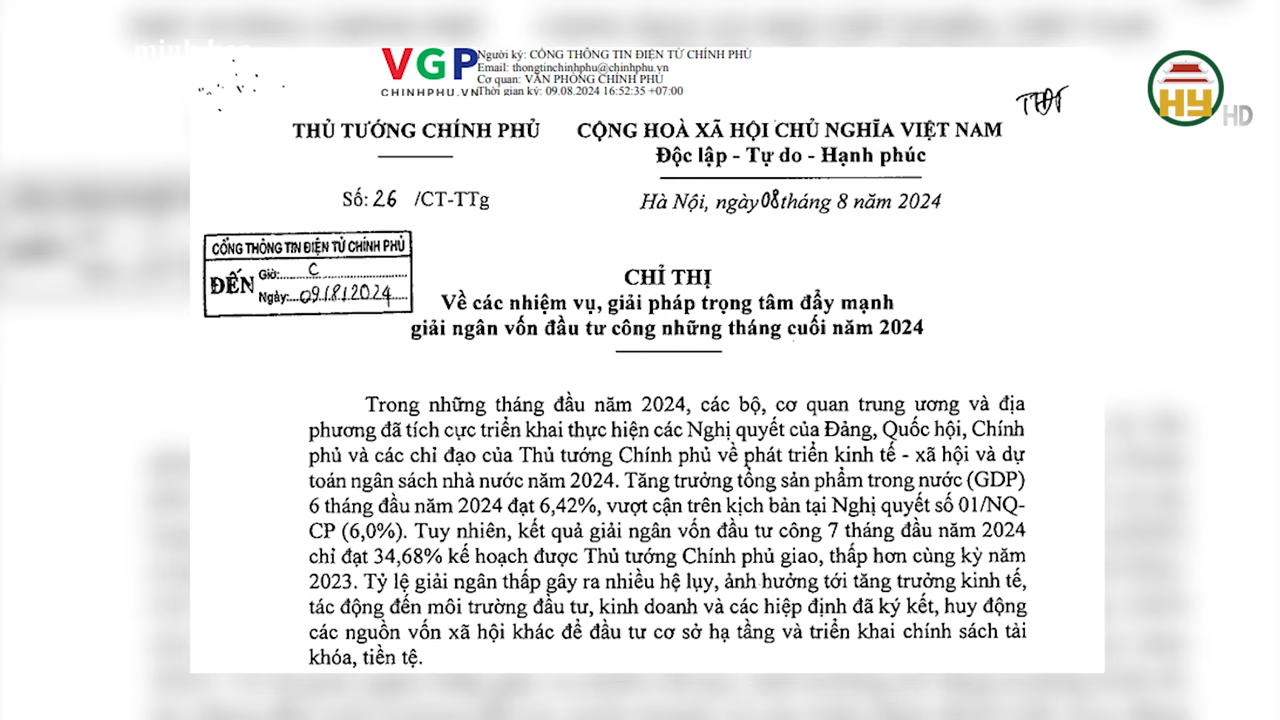 VGP
CHINHPHU.VN
Người ký: CỔNG THÔNG TIN ĐIỆN TỬ CHÍNH PHỦ
Email: thongtinchinhphu@chinhphu.vn
Cơ quan: VĂN PHÒNG CHÍNH PHỦ
Thời gian ký: 09.08.2024 16:52:35 +07:00
HY
HD
THỦ TƯỚNG CHÍNH PHỦ
CỘNG HOÀ XÃ HỘI CHỦ NGHĨA VIỆT NAM
Độc lập - Tự do - Hạnh phúc
Số: 26 /CT-TTg
Hà Nội, ngày 08 tháng 8 năm 2024
CỔNG THÔNG TIN ĐIỆN TỬ CHÍNH PHỦ
ĐẾN
Giờ: C
Ngày: 09/8/2024
CHỈ THỊ
Về các nhiệm vụ, giải pháp trọng tâm đẩy mạnh
giải ngân vốn đầu tư công những tháng cuối năm 2024
Trong những tháng đầu năm 2024, các bộ, cơ quan trung ương và địa
phương đã tích cực triển khai thực hiện các Nghị quyết của Đảng, Quốc hội, Chính
phủ và các chỉ đạo của Thủ tướng Chính phủ về phát triển kinh tế - xã hội và dự
toán ngân sách nhà nước năm 2024. Tăng trưởng tổng sản phẩm trong nước (GDP)
6 tháng đầu năm 2024 đạt 6,42%, vượt cận trên kịch bản tại Nghị quyết số 01/NQ-
CP (6,0%). Tuy nhiên, kết quả giải ngân vốn đầu tư công 7 tháng đầu năm 2024
chỉ đạt 34,68% kế hoạch được Thủ tướng Chính phủ giao, thấp hơn cùng kỳ năm
2023. Tỷ lệ giải ngân thấp gây ra nhiều hệ lụy, ảnh hưởng tới tăng trưởng kinh tế,
tác động đến môi trường đầu tư, kinh doanh và các hiệp định đã ký kết, huy động
các nguồn vốn xã hội khác để đầu tư cơ sở hạ tầng và triển khai chính sách tài
khóa, tiền tệ.